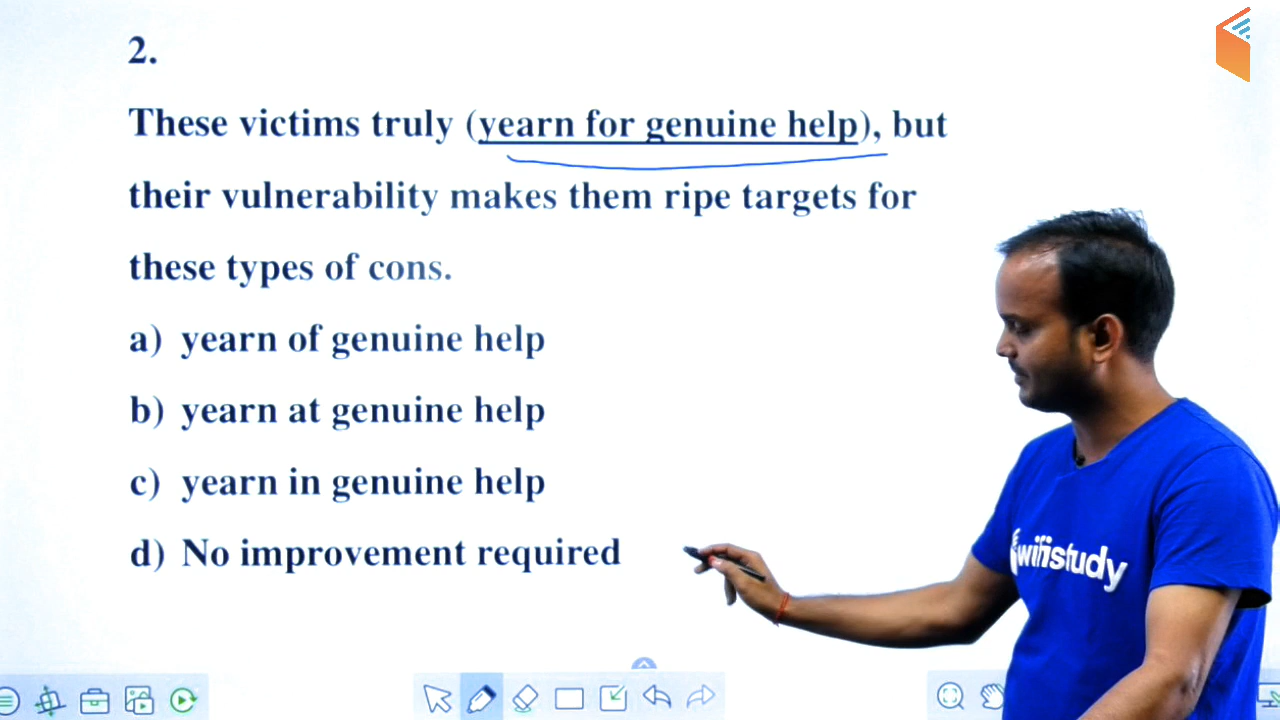 2.
These victims truly (yearn for genuine help), but
their vulnerability makes them ripe targets for
these types of cons.
a) yearn of genuine help
b) yearn at genuine help
c) yearn in genuine help
d) No improvement required
wifistudy